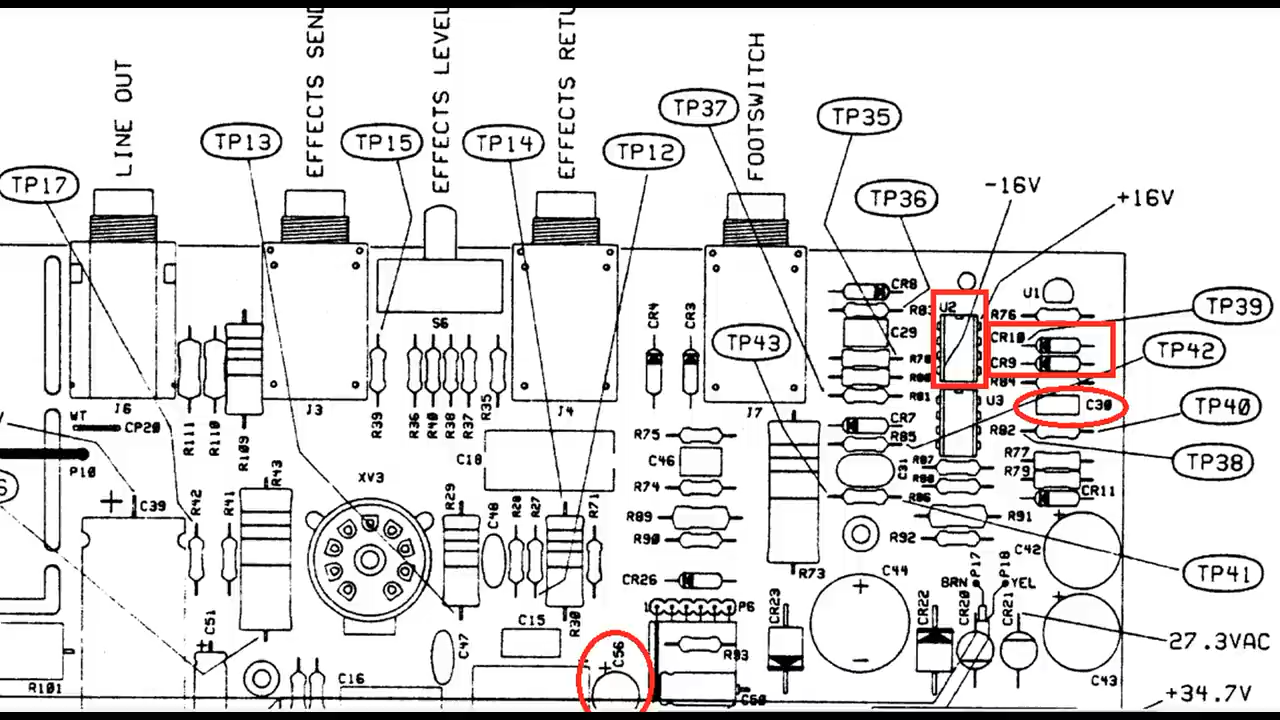 EFFECTS SEND
EFFECTS LEVEL
EFFECTS RETU
LINE OUT
FOOTSWITCH
TP37
TP35
TP13
TP15
TP14
TP12
TP17
TP36
-16V
+16V
CR8
R83
U2
U1
R76
TP39
CR4
CR3
C29
S6
TP43
CR10
TP42
R78
CR9
R80
R84
R81
U3
C30
TP40
J6
J3
R39
R36
R40
R38
R37
R35
J4
J7
WT
CP20
R111
R110
R109
CR7
R82
R75
R85
TP38
P10
C18
C46
C31
R87
R77
R79
R43
XV3
R74
R88
CR11
R86
C39
R42
R41
R29
C48
R28
R27
R71
R89
R91
R90
R92
C42
TP41
R73
C44
P17
P18
BRN
YEL
CR26
1
P6
CR23
CR22
CR20
CR21
C51
R30
C15
C47
C56
R93
27.3VAC
R101
C16
C50
C43
+34.7V